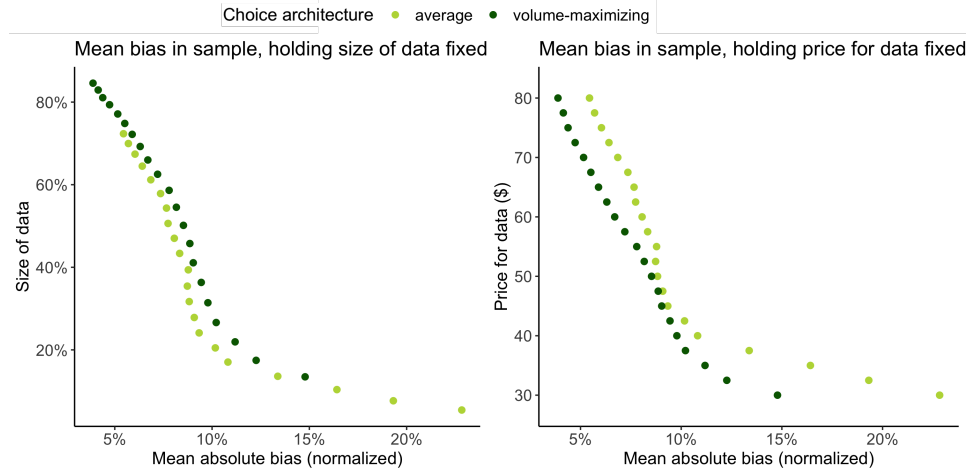 Choice architecture average volume-maximizing
Mean bias in sample, holding size of data fixed
80%
60%
40%
20%
Size of data
5% 10% 15% 20%
Mean absolute bias (normalized)
Mean bias in sample, holding price for data fixed
80
70
60
50
40
30
Price for data ($)
5% 10% 15% 20%
Mean absolute bias (normalized)